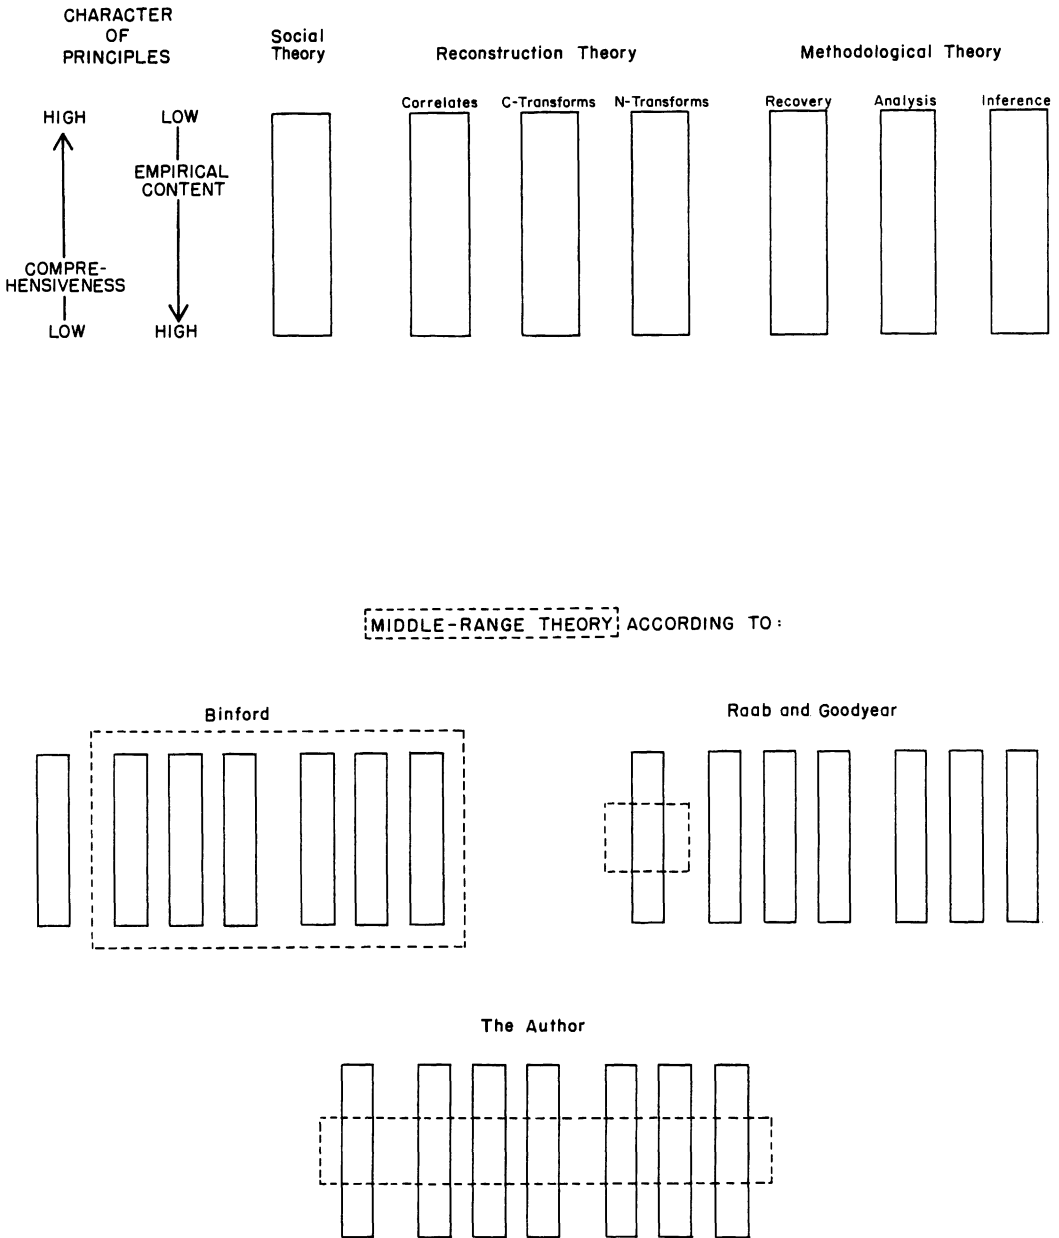 CHARACTER
OF
PRINCIPLES
Social
Theory
Reconstruction Theory
Methodological Theory
Correlates
C-Transforms
N-Transforms
Recovery
Analysis
Inference
HIGH
LOW
EMPIRICAL
CONTENT
COMPRE-
HENSIVENESS
LOW
HIGH
MIDDLE-RANGE THEORY ACCORDING TO:
Binford
Raab and Goodyear
The Author